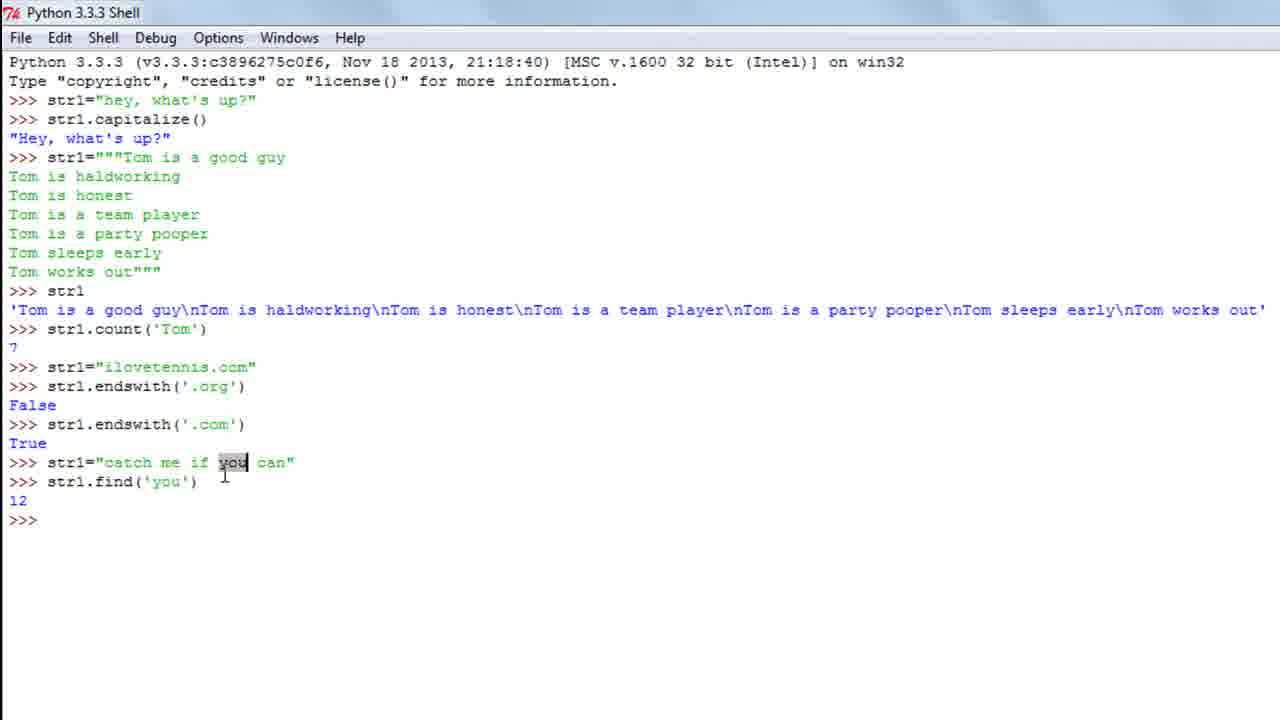 Python 3.3.3 Shell
File Edit Shell Debug Options Windows Help
Python 3.3.3 (v3.3.3:c3896275c0f6, Nov 18 2013, 21:18:40) [MSC v.1600 32 bit (Intel)] on win32
Type "copyright", "credits" or "license()" for more information.
>>> str1="hey, what's up?"
>>> str1.capitalize()
"Hey, what's up?"
>>> str1="""Tom is a good guy
Tom is haldworking
Tom is honest
Tom is a team player
Tom is a party pooper
Tom sleeps early
Tom works out"""
>>> str1
'Tom is a good guy\nTom is haldworking\nTom is honest\nTom is a team player\nTom is a party pooper\nTom sleeps early\nTom works out'
>>> str1.count('Tom')
7
>>> str1="ilovetennis.com"
>>> str1.endswith('.org')
False
>>> str1.endswith('.com')
True
>>> str1="catch me if you can"
>>> str1.find('you')
12
>>>